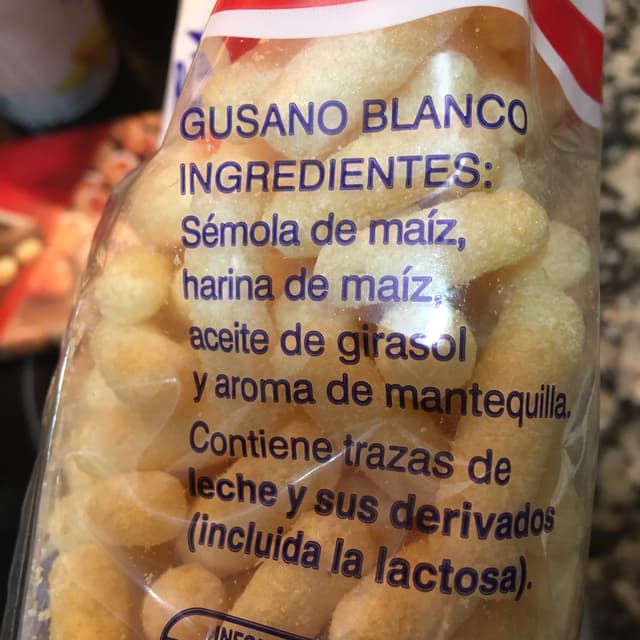 GUSANO BLANCO
INGREDIENTES:
Sémola de maíz,
harina de maíz,
aceite de girasol
y aroma de mantequilla.
Contiene trazas de
leche y sus derivados
(incluida la lactosa).